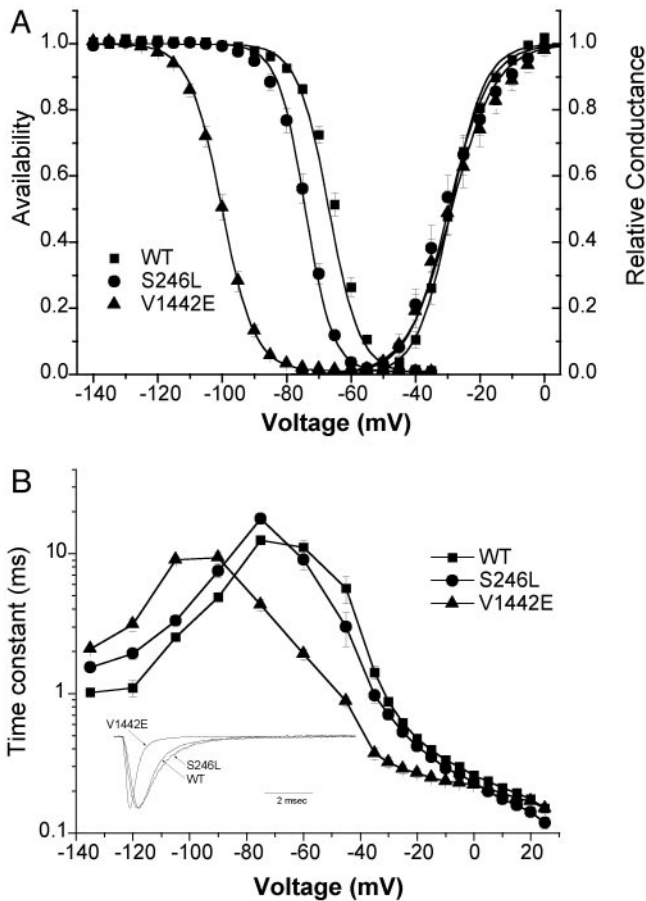 A
Availability
Relative Conductance
1.0
0.8
0.6
0.4
0.2
0.0
1.0
0.8
0.6
0.4
0.2
0.0
WT
S246L
V1442E
-140 -120 -100 -80 -60 -40 -20 0
Voltage (mV)
B
Time constant (ms)
10
1
0.1
WT
S246L
V1442E
V1442E
S246L
WT
2 msec
-140 -120 -100 -80 -60 -40 -20 0 20
Voltage (mV)